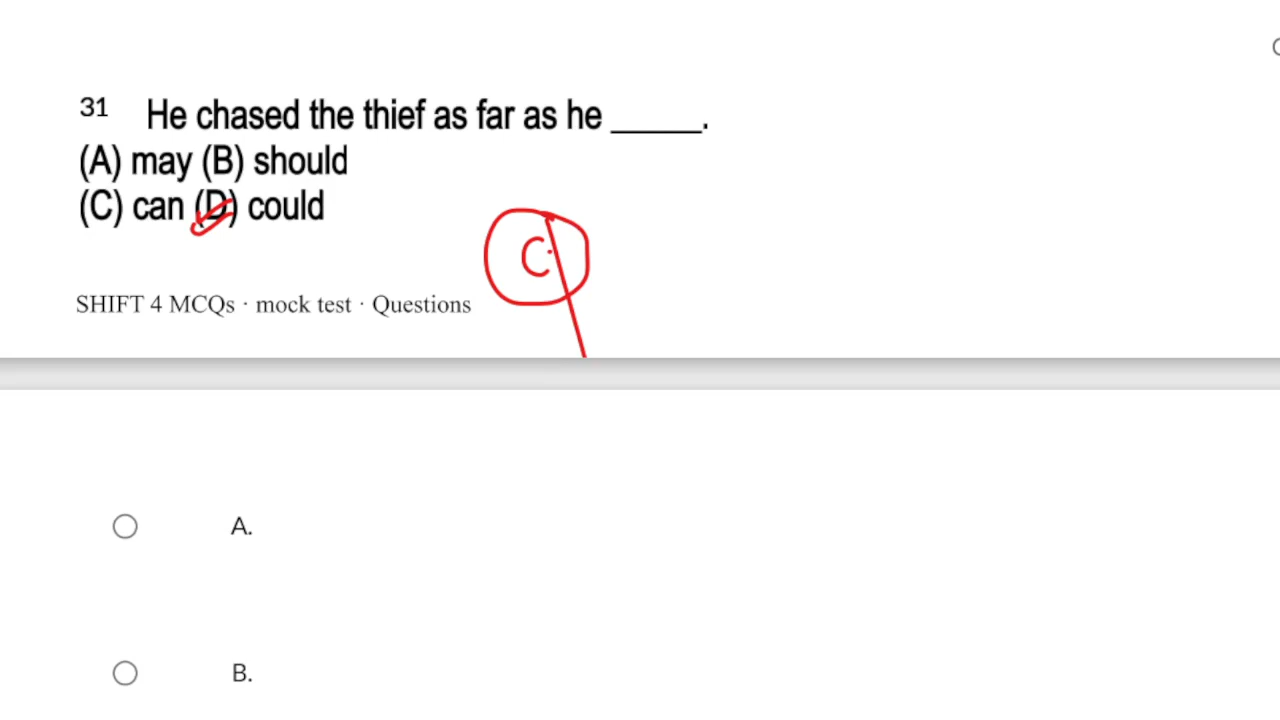 31 He chased the thief as far as he _____.
(A) may (B) should
(C) can (D) could
C
SHIFT 4 MCQs · mock test · Questions
A.
B.